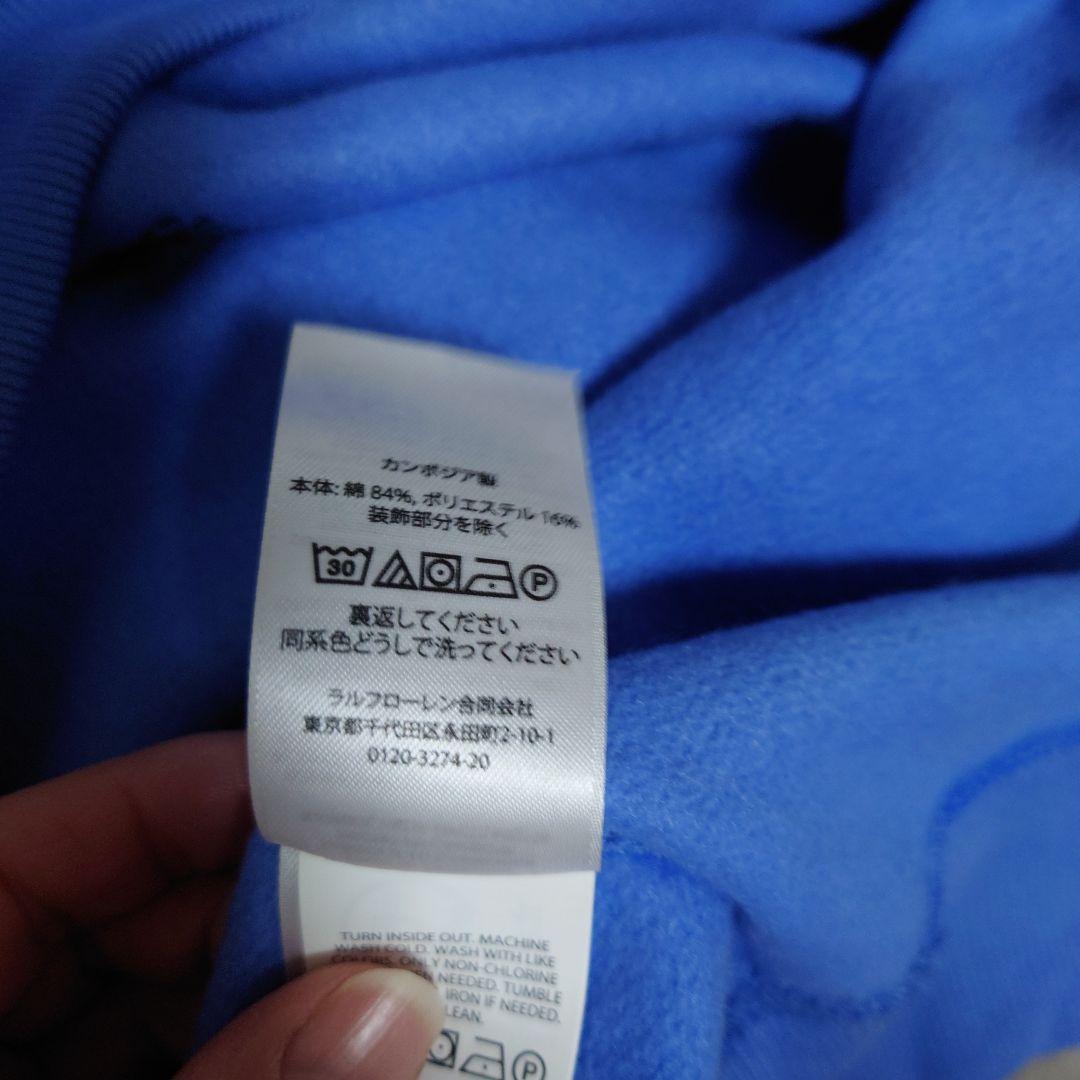 カンボジア製
本体: 綿 84%, ポリエステル 16%
装飾部分を除く
30 P
裏返してください
同系色どうしで洗ってください
ラルフローレン合同会社
東京都千代田区永田町2-10-1
0120-3274-20
TURN INSIDE OUT. MACHINE
WASH COLD. WASH WITH LIKE
COLORS. ONLY NON-CHLORINE
NEEDED. TUMBLE
IRON IF NEEDED.
P